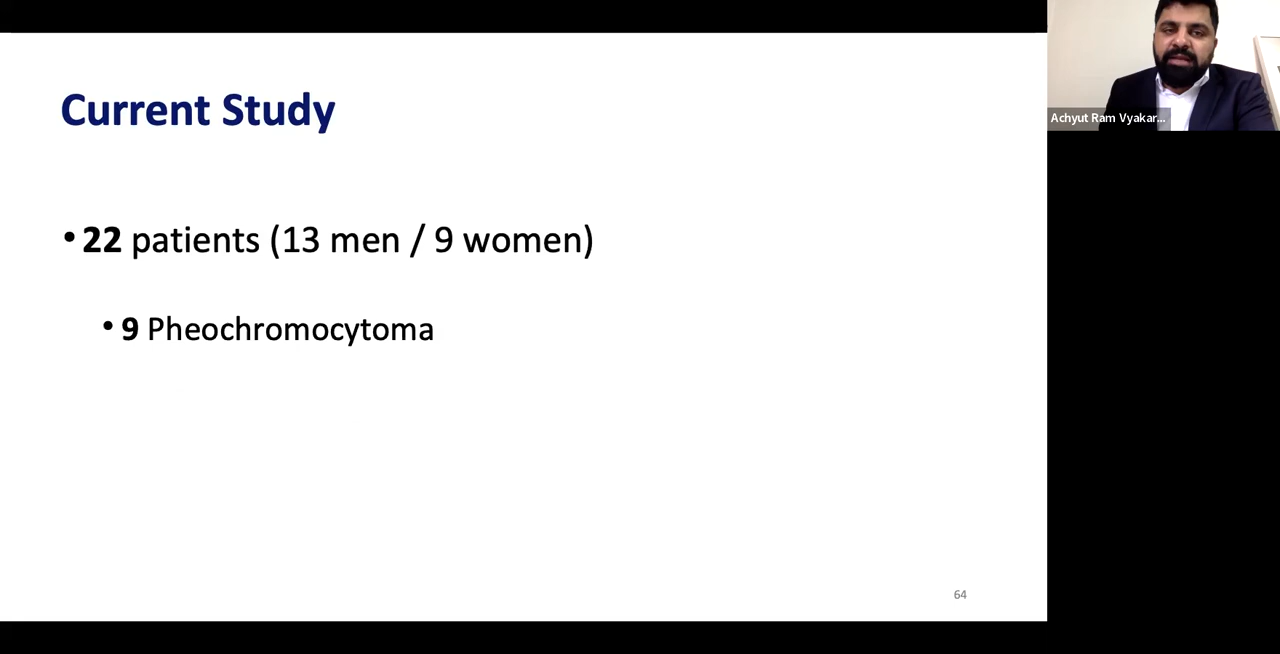 Current Study
• 22 patients (13 men / 9 women)
• 9 Pheochromocytoma
64
Achyut Ram Vyakar...